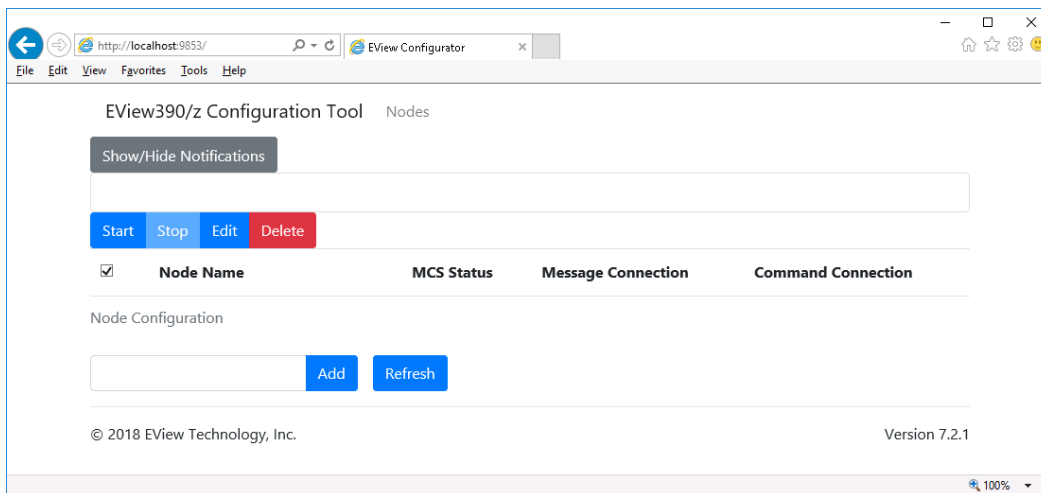 http://localhost:9853/
EView Configurator
File Edit View Favorites Tools Help
EView390/z Configuration Tool Nodes
Show/Hide Notifications
Start Stop Edit Delete
Node Name MCS Status Message Connection Command Connection
Node Configuration
Add Refresh
© 2018 EView Technology, Inc. Version 7.2.1
100%